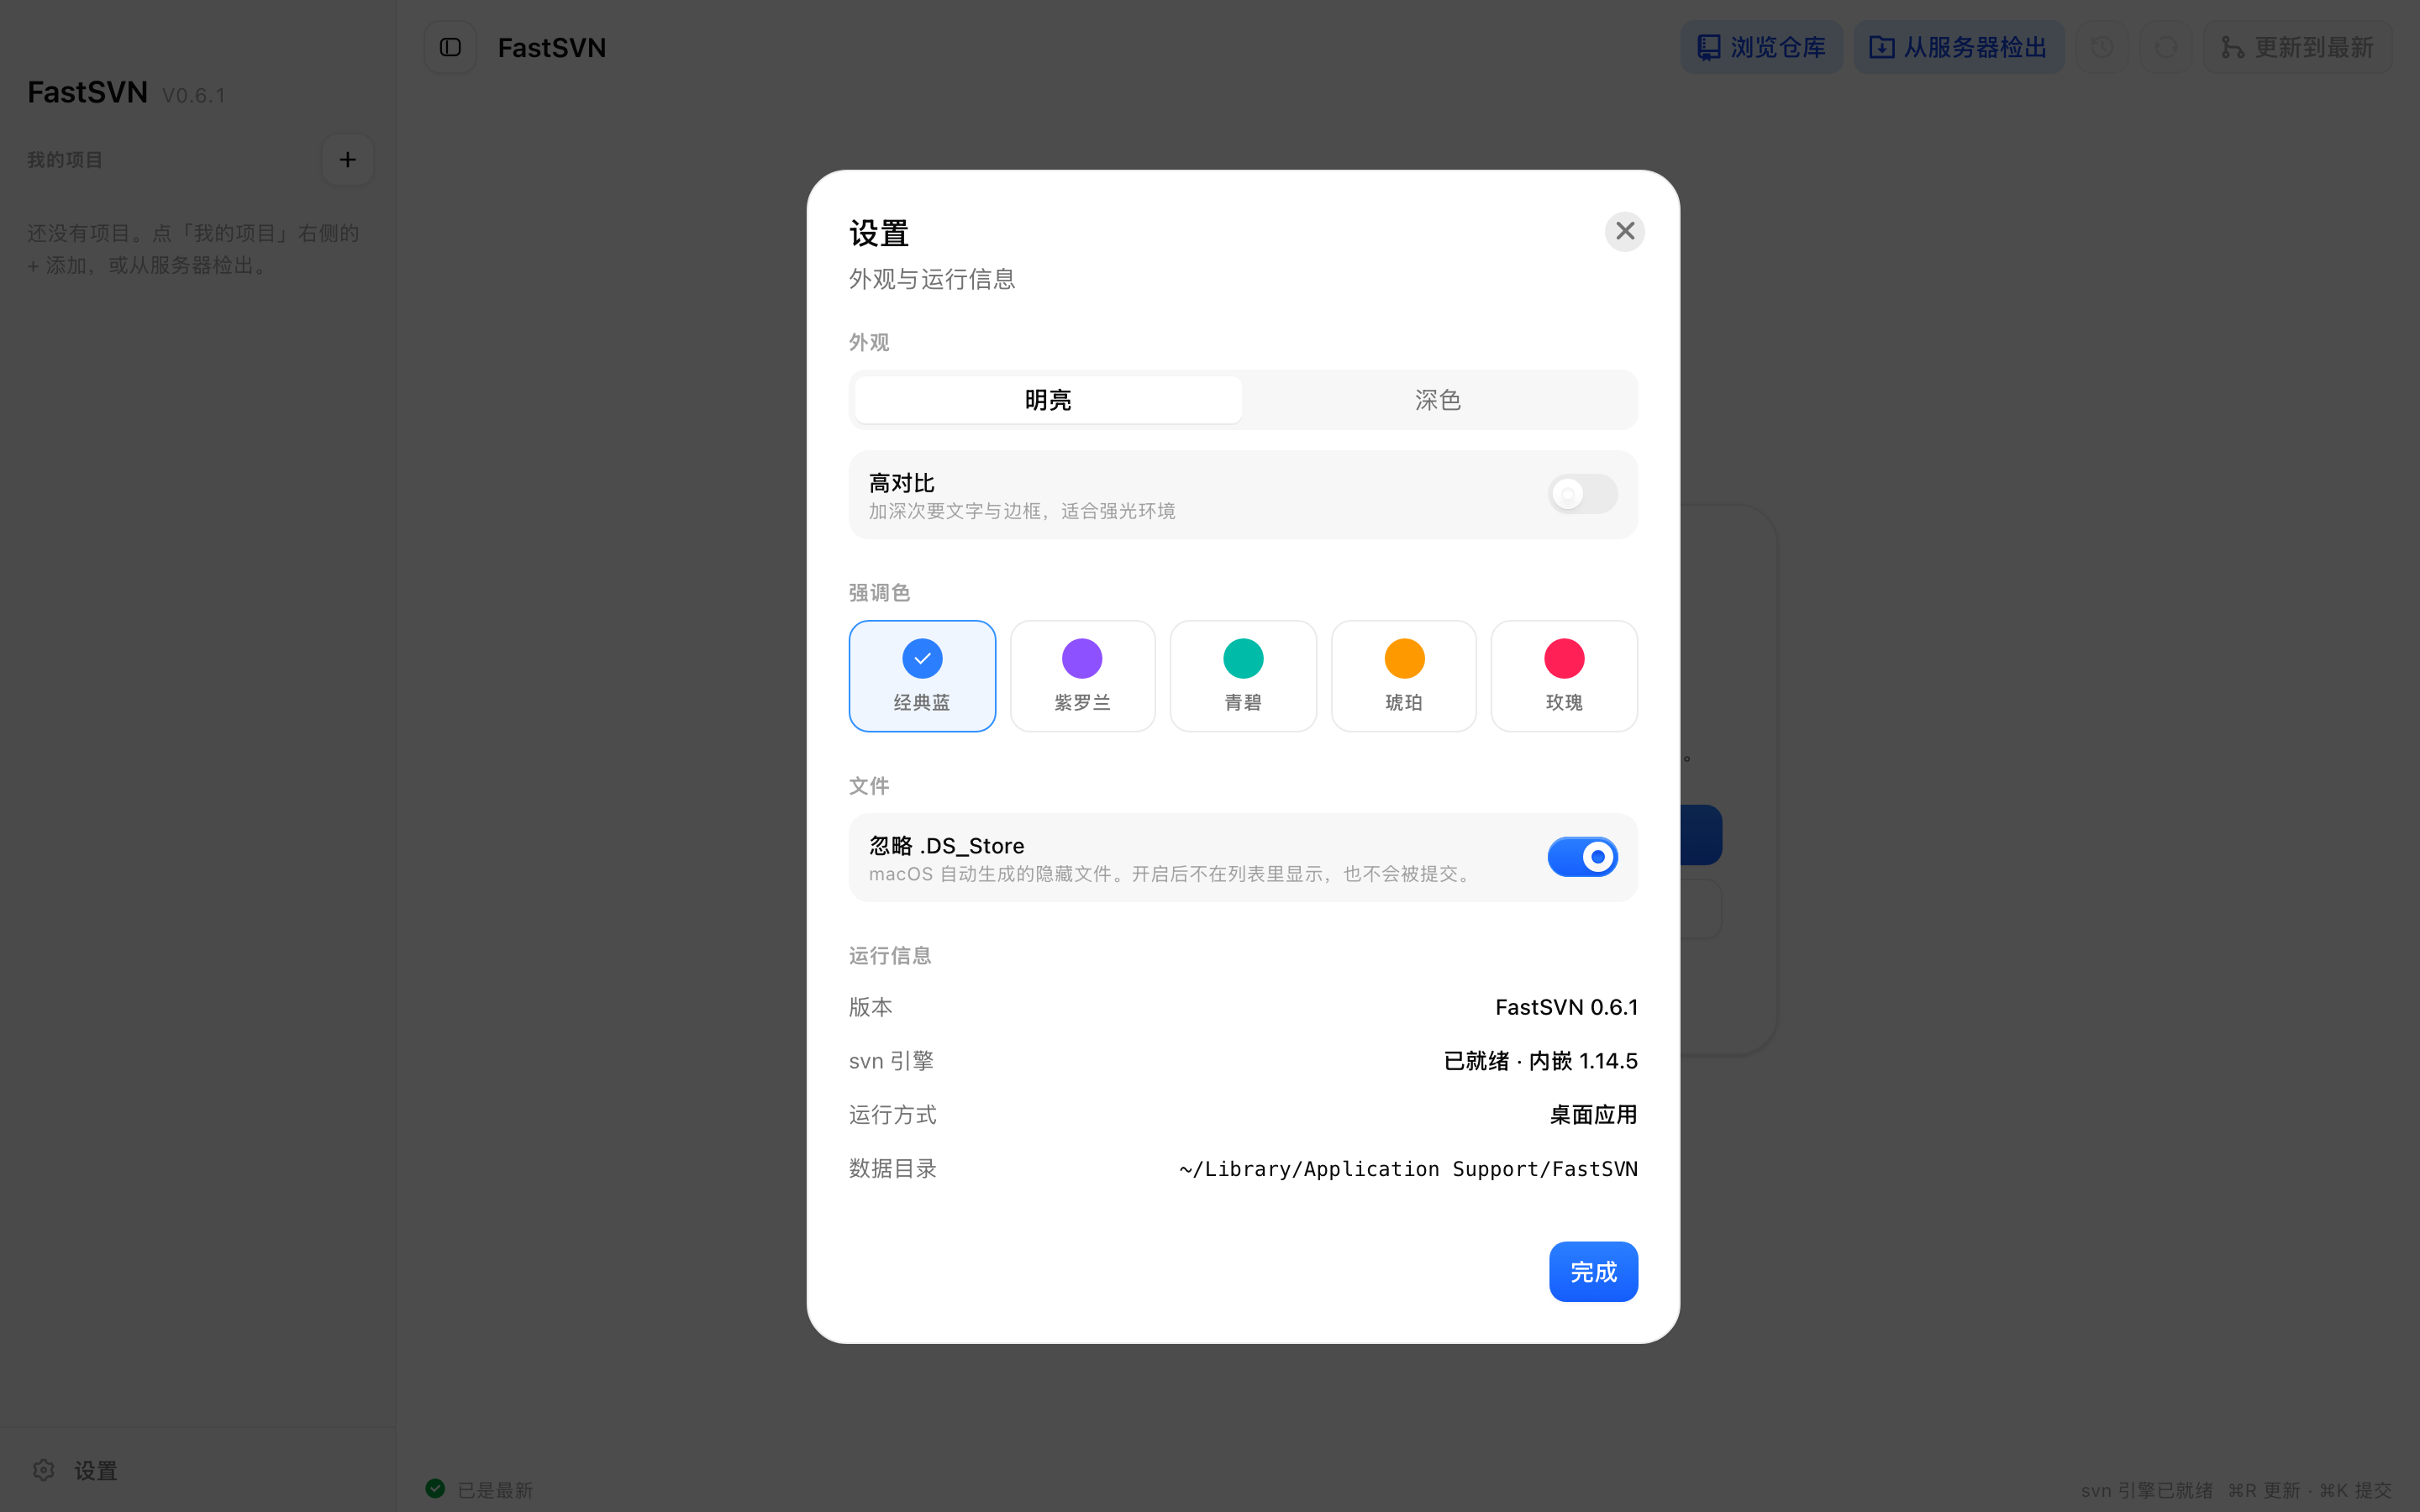 FastSVN V0.6.1
我的项目
还没有项目。点「我的项目」右侧的
+ 添加，或从服务器检出。
设置
FastSVN
浏览仓库
从服务器检出
更新到最新
设置
外观与运行信息
外观
明亮
深色
高对比
加深次要文字与边框，适合强光环境
强调色
经典蓝
紫罗兰
青碧
琥珀
玫瑰
文件
忽略 .DS_Store
macOS 自动生成的隐藏文件。开启后不在列表里显示，也不会被提交。
运行信息
版本 FastSVN 0.6.1
svn 引擎 已就绪 · 内嵌 1.14.5
运行方式 桌面应用
数据目录 ~/Library/Application Support/FastSVN
完成
。
已是最新
svn 引擎已就绪 ⌘R 更新 · ⌘K 提交